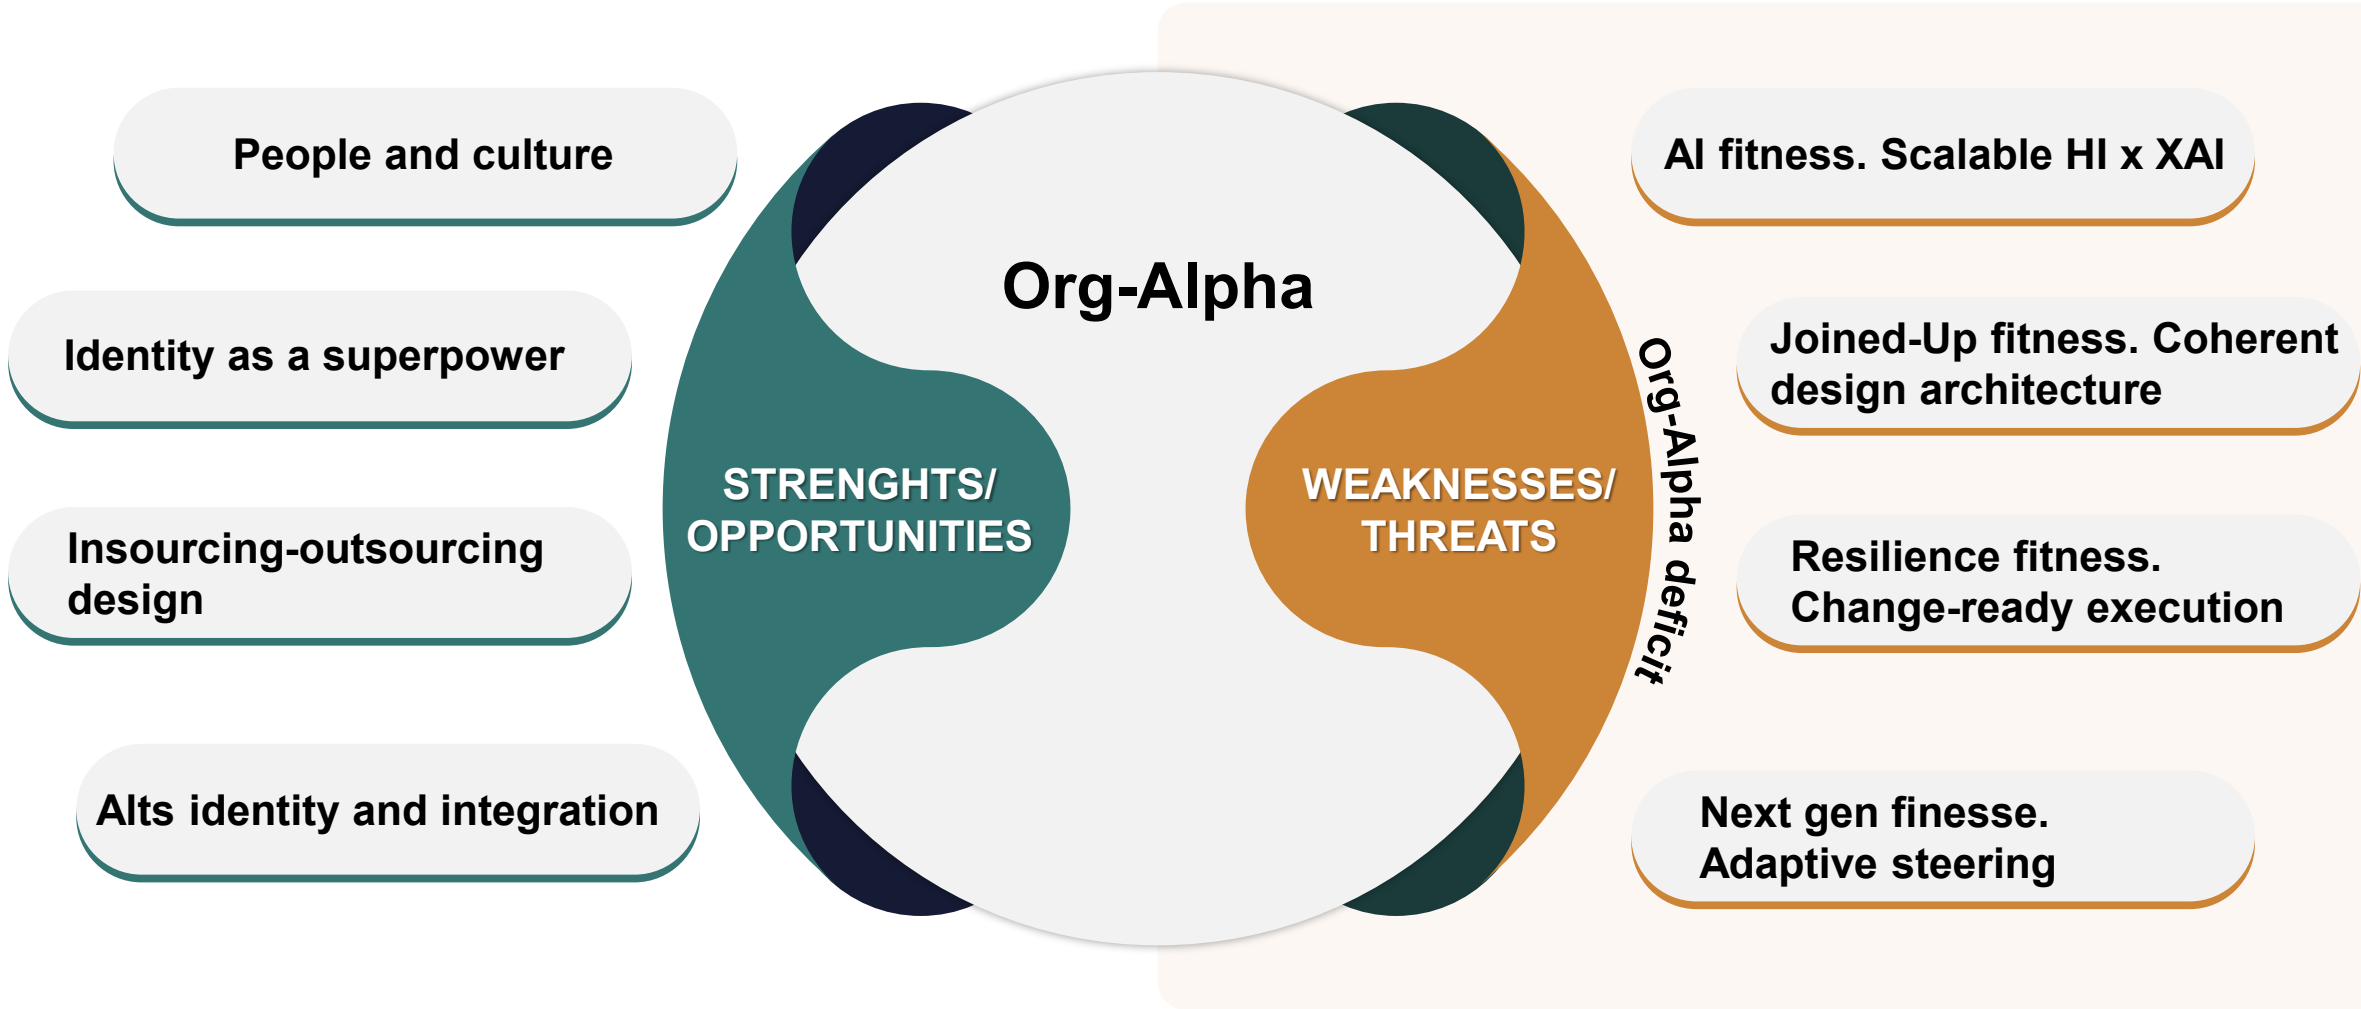 People and culture
Identity as a superpower
Insourcing-outsourcing
design
Alts identity and integration
Org-Alpha
STRENGHTS/
OPPORTUNITIES
WEAKNESSES/
THREATS
Org-Alpha deficit
AI fitness. Scalable HI x XAI
Joined-Up fitness. Coherent
design architecture
Resilience fitness.
Change-ready execution
Next gen finesse.
Adaptive steering